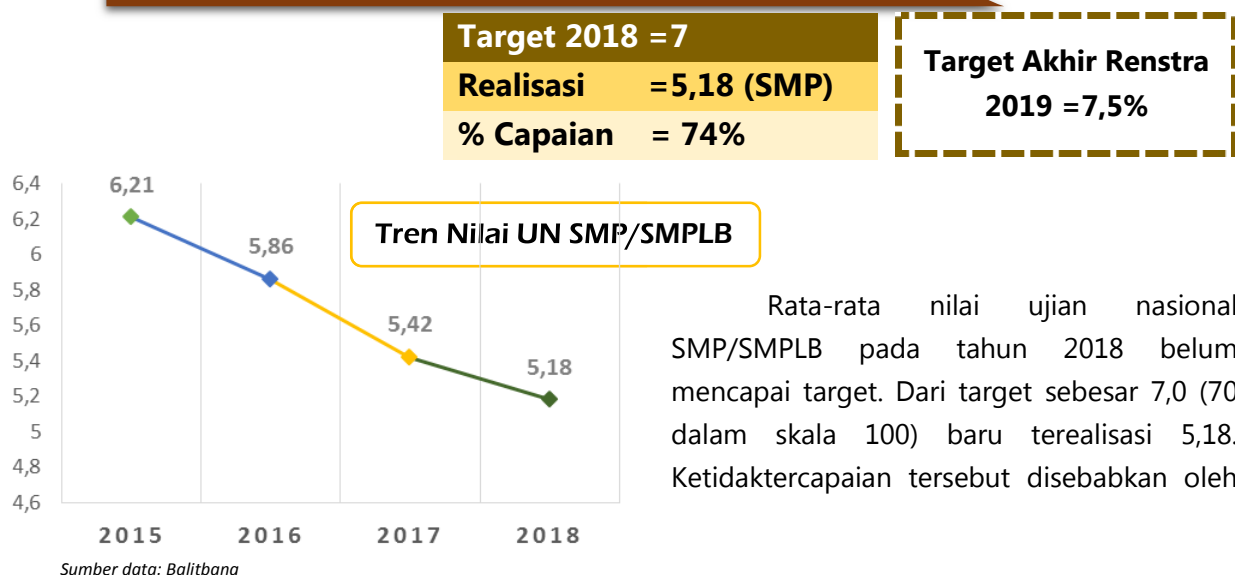 Target 2018 =7
Realisasi =5,18 (SMP)
% Capaian = 74%
Target Akhir Renstra
2019 =7,5%
Tren Nilai UN SMP/SMPLB
6,4
6,2
6
5,8
5,6
5,4
5,2
5
4,8
4,6
6,21
5,86
5,42
5,18
2015 2016 2017 2018
Sumber data: Balitbang
Rata-rata nilai ujian nasional
SMP/SMPLB pada tahun 2018 belum
mencapai target. Dari target sebesar 7,0 (70
dalam skala 100) baru terealisasi 5,18.
Ketidaktercapaian tersebut disebabkan oleh